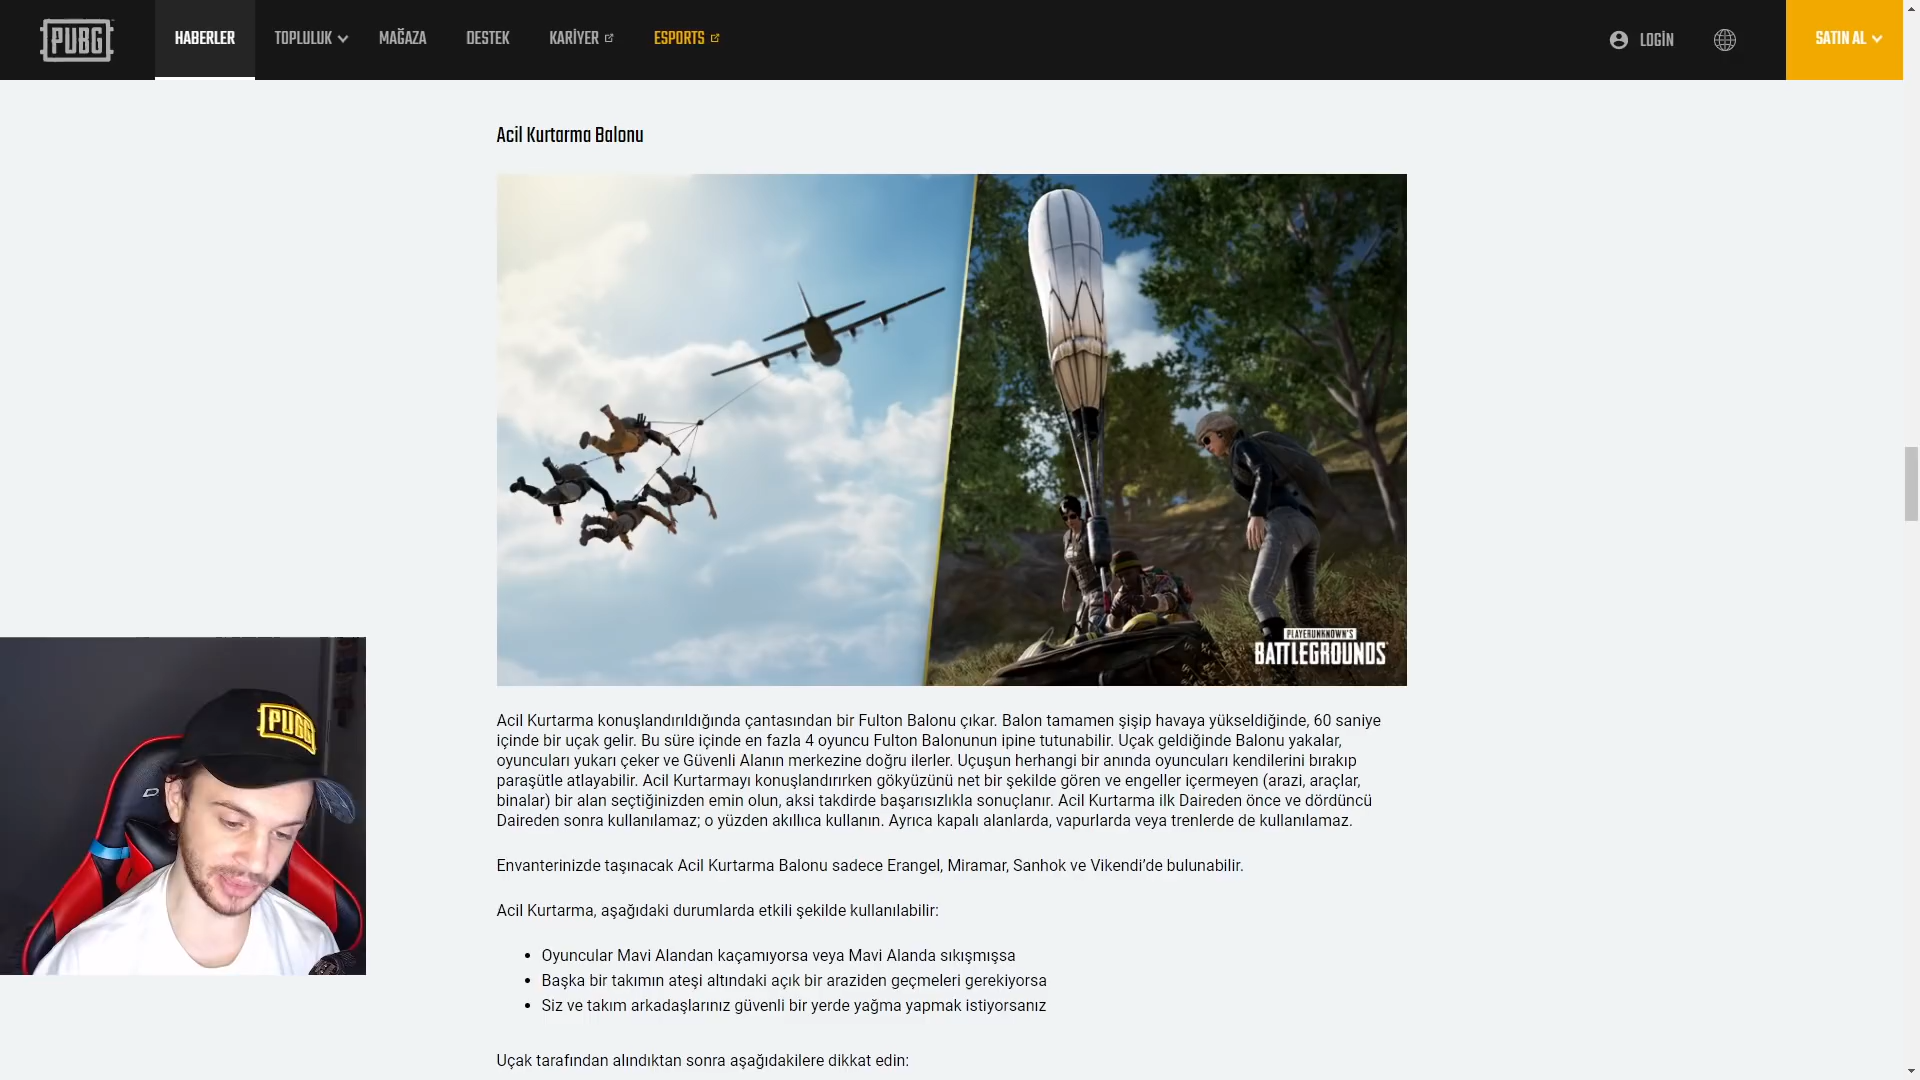 PUBG
HABERLER
TOPLULUK
MAĞAZA
DESTEK
KARİYER
ESPORTS
LOGİN
SATIN AL
Acil Kurtarma Balonu
PLAYERUNKNOWN'S
BATTLEGROUNDS
PUBG
Acil Kurtarma konuşlandırıldığında çantasından bir Fulton Balonu çıkar. Balon tamamen şişip havaya yükseldiğinde, 60 saniye
içinde bir uçak gelir. Bu süre içinde en fazla 4 oyuncu Fulton Balonunun ipine tutunabilir. Uçak geldiğinde Balonu yakalar,
oyuncuları yukarı çeker ve Güvenli Alanın merkezine doğru ilerler. Uçuşun herhangi bir anında oyuncuları kendilerini bırakıp
paraşütle atlayabilir. Acil Kurtarmayı konuşlandırırken gökyüzünü net bir şekilde gören ve engeller içermeyen (arazi, araçlar,
binalar) bir alan seçtiğinizden emin olun, aksi takdirde başarısızlıkla sonuçlanır. Acil Kurtarma ilk Daireden önce ve dördüncü
Daireden sonra kullanılamaz; o yüzden akıllıca kullanın. Ayrıca kapalı alanlarda, vapurlarda veya trenlerde de kullanılamaz.
Envanterinizde taşınacak Acil Kurtarma Balonu sadece Erangel, Miramar, Sanhok ve Vikendi’de bulunabilir.
Acil Kurtarma, aşağıdaki durumlarda etkili şekilde kullanılabilir:
• Oyuncular Mavi Alandan kaçamıyorsa veya Mavi Alanda sıkışmışsa
• Başka bir takımın ateşi altındaki açık bir araziden geçmeleri gerekiyorsa
• Siz ve takım arkadaşlarınız güvenli bir yerde yağma yapmak istiyorsanız
Uçak tarafından alındıktan sonra aşağıdakilere dikkat edin: